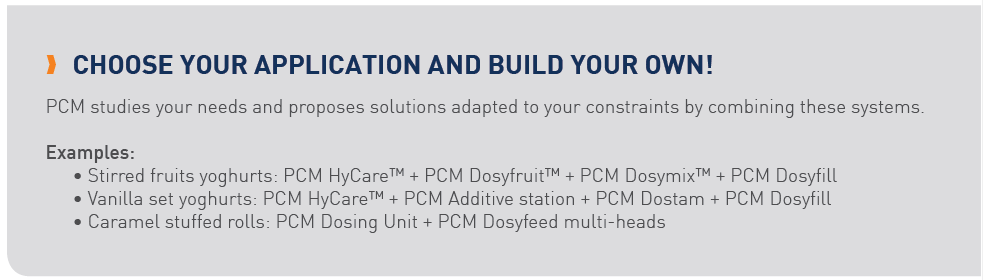 CHOOSE YOUR APPLICATION AND BUILD YOUR OWN!
PCM studies your needs and proposes solutions adapted to your constraints by combining these systems.
Examples:
• Stirred fruits yoghurts: PCM HyCare™ + PCM Dosyfruit™ + PCM Dosymix™ + PCM Dosyfill
• Vanilla set yoghurts: PCM HyCare™ + PCM Additive station + PCM Dostam + PCM Dosyfill
• Caramel stuffed rolls: PCM Dosing Unit + PCM Dosyfeed multi-heads